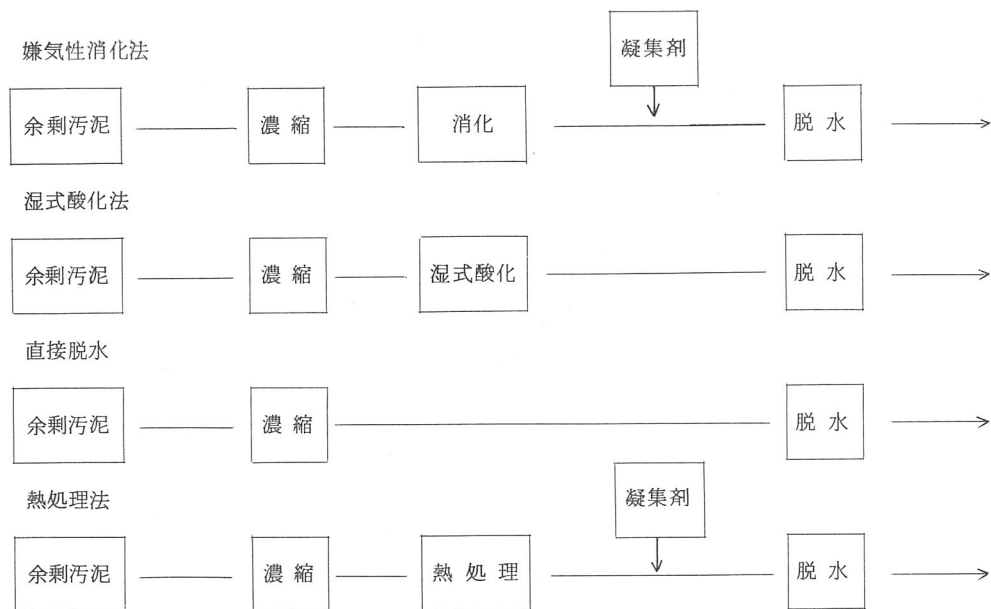 嫌気性消化法
凝集剤
余剰汚泥 濃縮 消化 脱水
湿式酸化法
余剰汚泥 濃縮 湿式酸化 脱水
直接脱水
余剰汚泥 濃縮 脱水
熱処理法
凝集剤
余剰汚泥 濃縮 熱処理 脱水